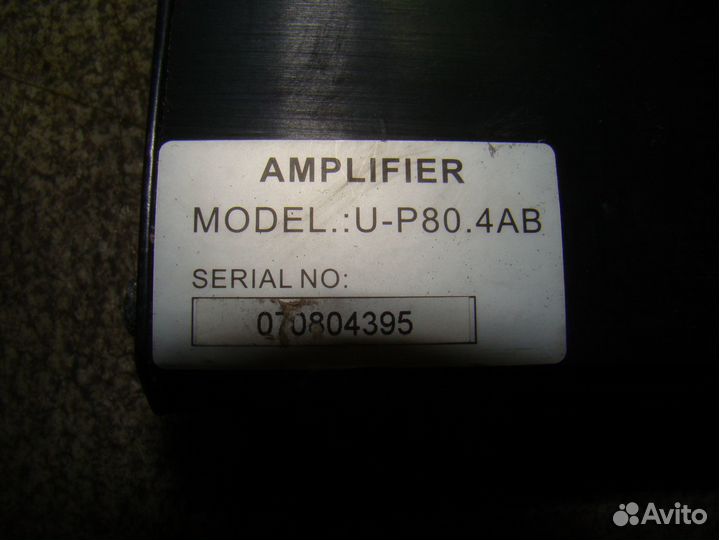 AMPLIFIER
MODEL.:U-P80.4AB
SERIAL NO:
070804395
Avito